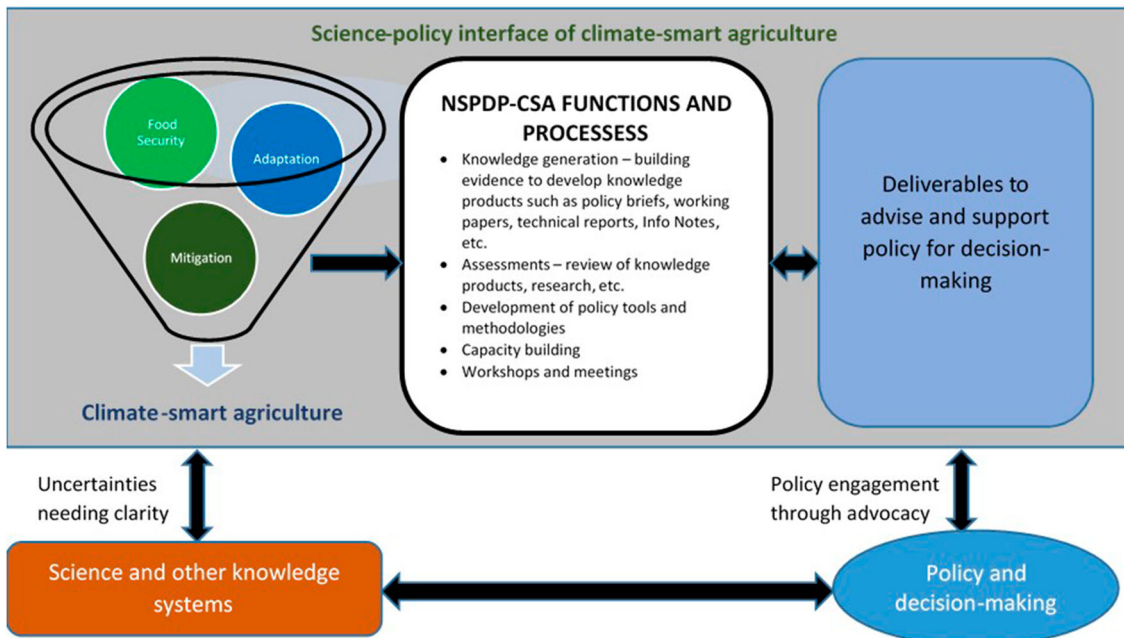 Science-policy interface of climate-smart agriculture
Food
Security
Adaptation
Mitigation
Climate-smart agriculture
NSPDP-CSA FUNCTIONS AND
PROCESSESS
• Knowledge generation – building
evidence to develop knowledge
products such as policy briefs, working
papers, technical reports, Info Notes,
etc.
• Assessments – review of knowledge
products, research, etc.
• Development of policy tools and
methodologies
• Capacity building
• Workshops and meetings
Deliverables to
advise and support
policy for decision-
making
Uncertainties
needing clarity
Policy engagement
through advocacy
Science and other knowledge
systems
Policy and
decision-making